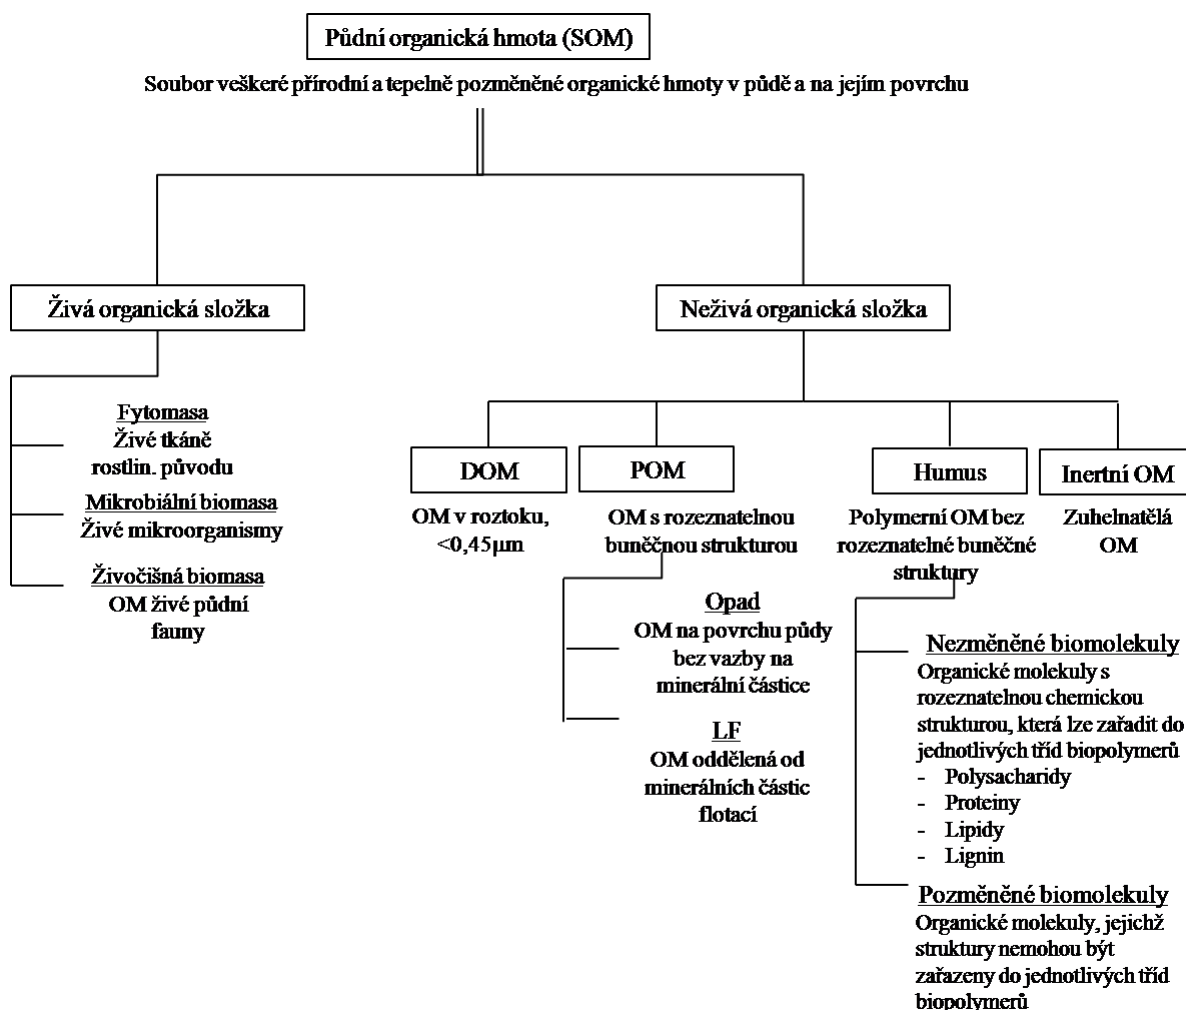 Půdní organická hmota (SOM)
Soubor veškeré přírodní a tepelně pozměněné organické hmoty v půdě a na jejím povrchu
Živá organická složka
Fytomasa
Živé tkáně
rostlin. původu
Mikrobiální biomasa
Živé mikroorganismy
Živočišná biomasa
OM živé půdní
fauny
Neživá organická složka
DOM
OM v roztoku,
<0,45µm
POM
OM s rozeznatelnou
buněčnou strukturou
Opad
OM na povrchu půdy
bez vazby na
minerální částice
LF
OM oddělená od
minerálních částic
flotací
Humus
Polymerní OM bez
rozeznatelné buněčné
struktury
Nezměněné biomolekuly
Organické molekuly s
rozeznatelnou chemickou
strukturou, která lze zařadit do
jednotlivých tříd biopolymerů
- Polysacharidy
- Proteiny
- Lipidy
- Lignin
Pozměněné biomolekuly
Organické molekuly, jejichž
struktury nemohou být
zařazeny do jednotlivých tříd
biopolymerů
Inertní OM
Zuhelnatělá
OM